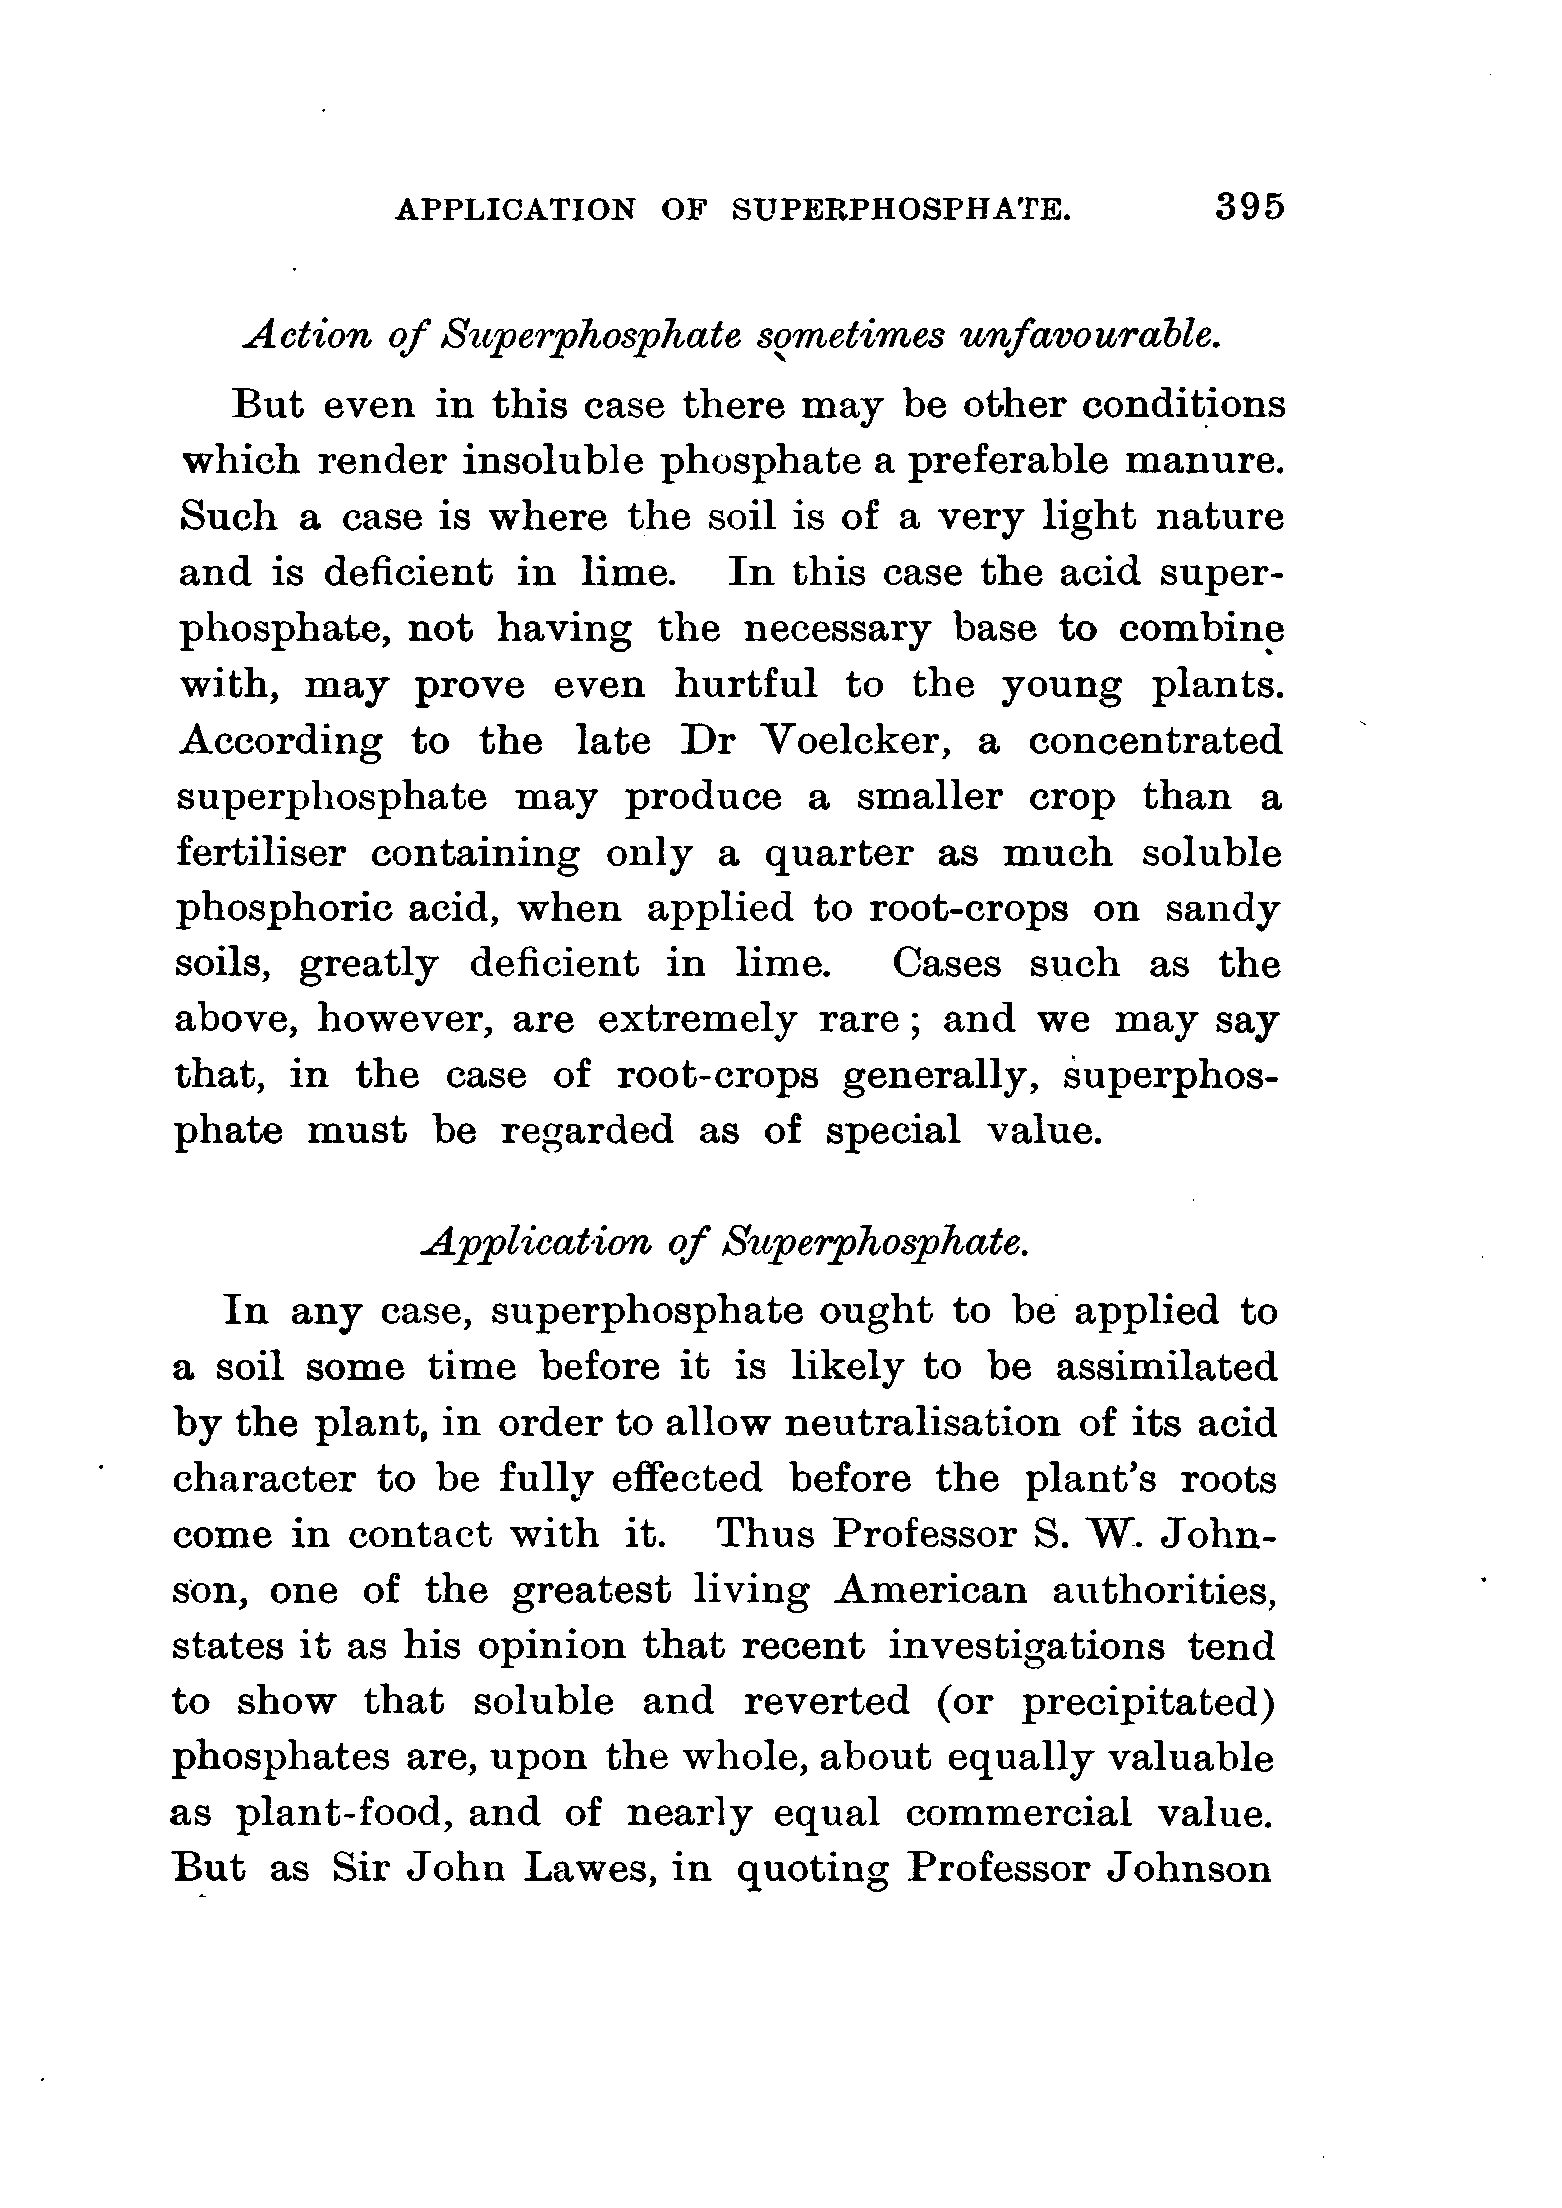 APPLICATION OF SUPERPHOSPHATE. 395
Action of Superphosphate sometimes unfavourable.
But even in this case there may be other conditions
which render insoluble phosphate a preferable manure.
Such a case is where the soil is of a very light nature
and is deficient in lime. In this case the acid super-
phosphate, not having the necessary base to combine
with, may prove even hurtful to the young plants.
According to the late Dr Voelcker, a concentrated
superphosphate may produce a smaller crop than a
fertiliser containing only a quarter as much soluble
phosphoric acid, when applied to root-crops on sandy
soils, greatly deficient in lime. Cases such as the
above, however, are extremely rare; and we may say
that, in the case of root-crops generally, superphos-
phate must be regarded as of special value.
Application of Superphosphate.
In any case, superphosphate ought to be applied to
a soil some time before it is likely to be assimilated
by the plant, in order to allow neutralisation of its acid
character to be fully effected before the plant's roots
come in contact with it. Thus Professor S. W. John-
son, one of the greatest living American authorities,
states it as his opinion that recent investigations tend
to show that soluble and reverted (or precipitated)
phosphates are, upon the whole, about equally valuable
as plant-food, and of nearly equal commercial value.
But as Sir John Lawes, in quoting Professor Johnson